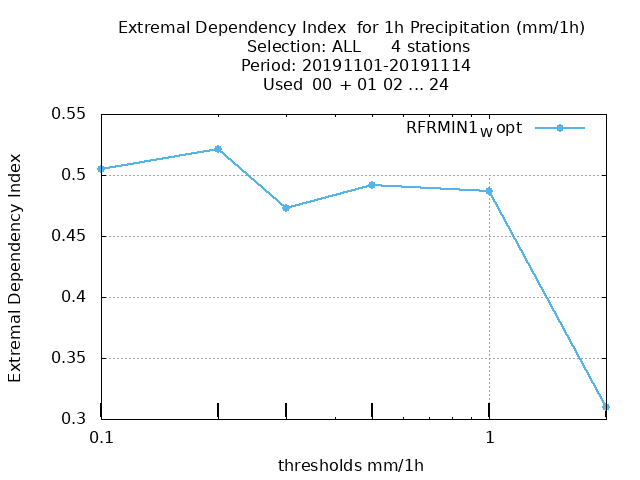 Extremal Dependency Index  for 1h Precipitation (mm/1h)
Selection: ALL      4 stations
Period: 20191101-20191114
Used  00 + 01 02 ... 24
RFRMIN1_W opt
0.55
0.5
0.45
0.4
0.35
0.3
Extremal Dependency Index
0.1
1
thresholds mm/1h